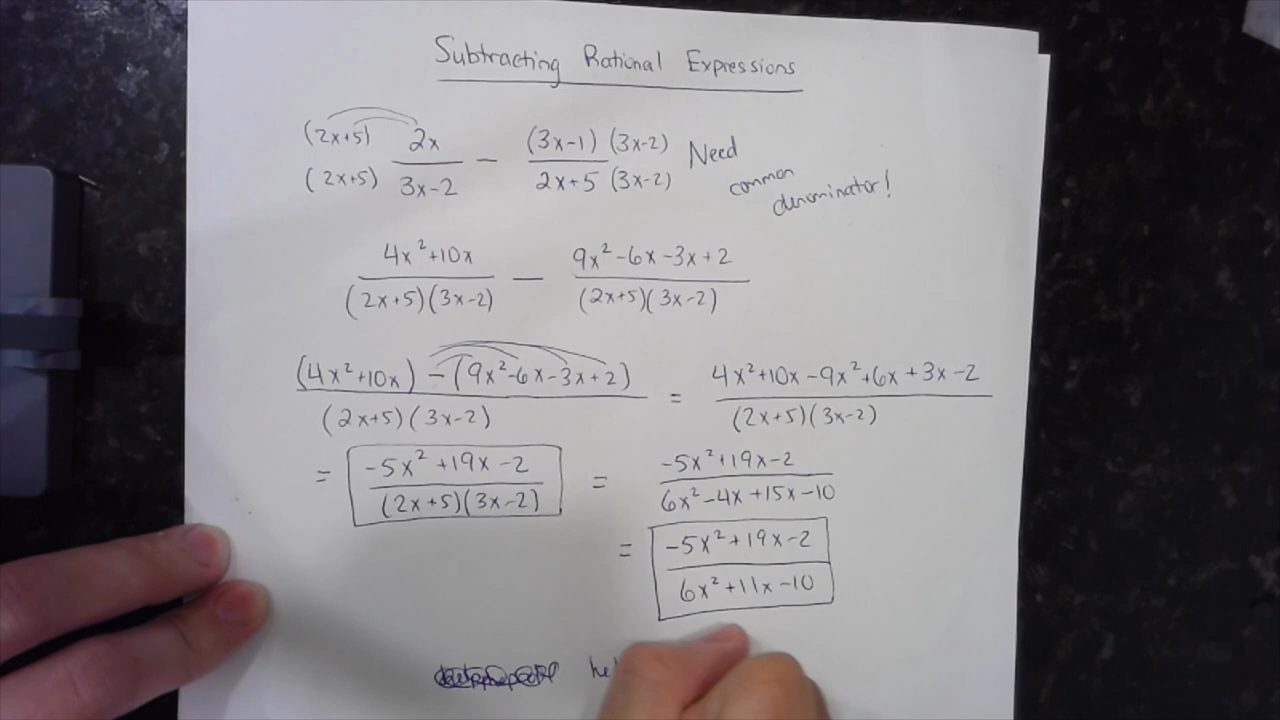 Subtracting Rational Expressions
(2x+5) 2x − (3x-1) (3x-2) Need
(2x+5) 3x-2 2x+5 (3x-2) common
denominator!
4x²+10x − 9x²-6x-3x+2
(2x+5)(3x-2) (2x+5)(3x-2)
(4x²+10x) - (9x²-6x-3x+2) = 4x²+10x-9x²+6x+3x-2
(2x+5)(3x-2) (2x+5)(3x-2)
= -5x²+19x-2 = -5x²+19x-2
(2x+5)(3x-2) 6x²-4x+15x-10
= -5x²+19x-2
6x²+11x-10